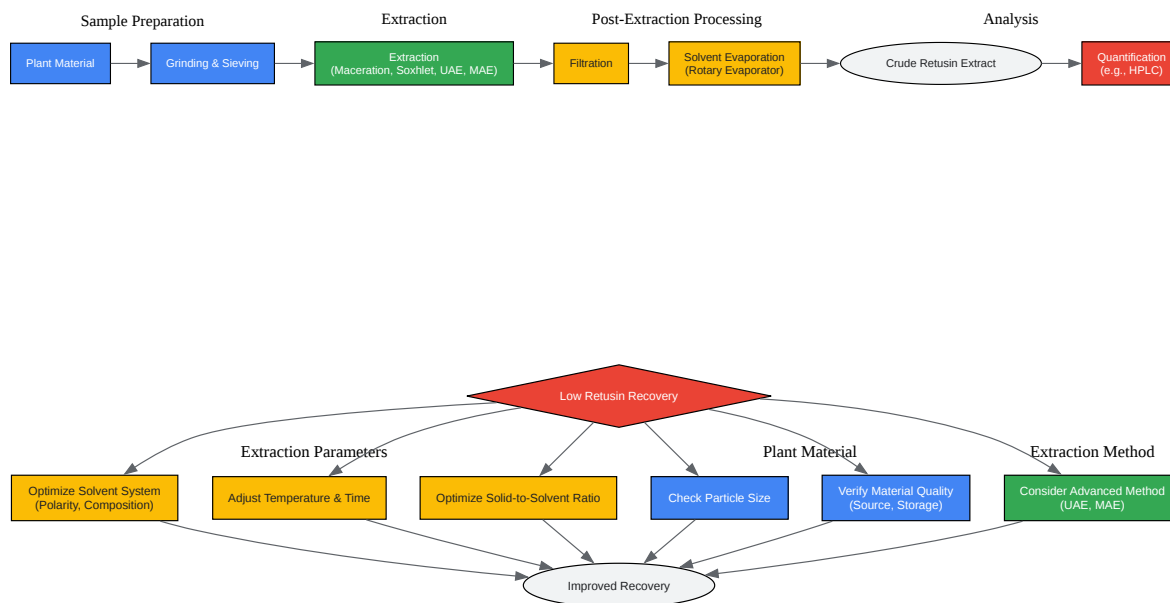 Sample Preparation
Extraction
Post-Extraction Processing
Analysis
Plant Material
Grinding & Sieving
Extraction
(Maceration, Soxhlet, UAE, MAE)
Filtration
Solvent Evaporation
(Rotary Evaporator)
Crude Retusin Extract
Quantification
(e.g., HPLC)
Low Retusin Recovery
Extraction Parameters
Plant Material
Extraction Method
Optimize Solvent System
(Polarity, Composition)
Adjust Temperature & Time
Optimize Solid-to-Solvent Ratio
Check Particle Size
Verify Material Quality
(Source, Storage)
Consider Advanced Method
(UAE, MAE)
Improved Recovery